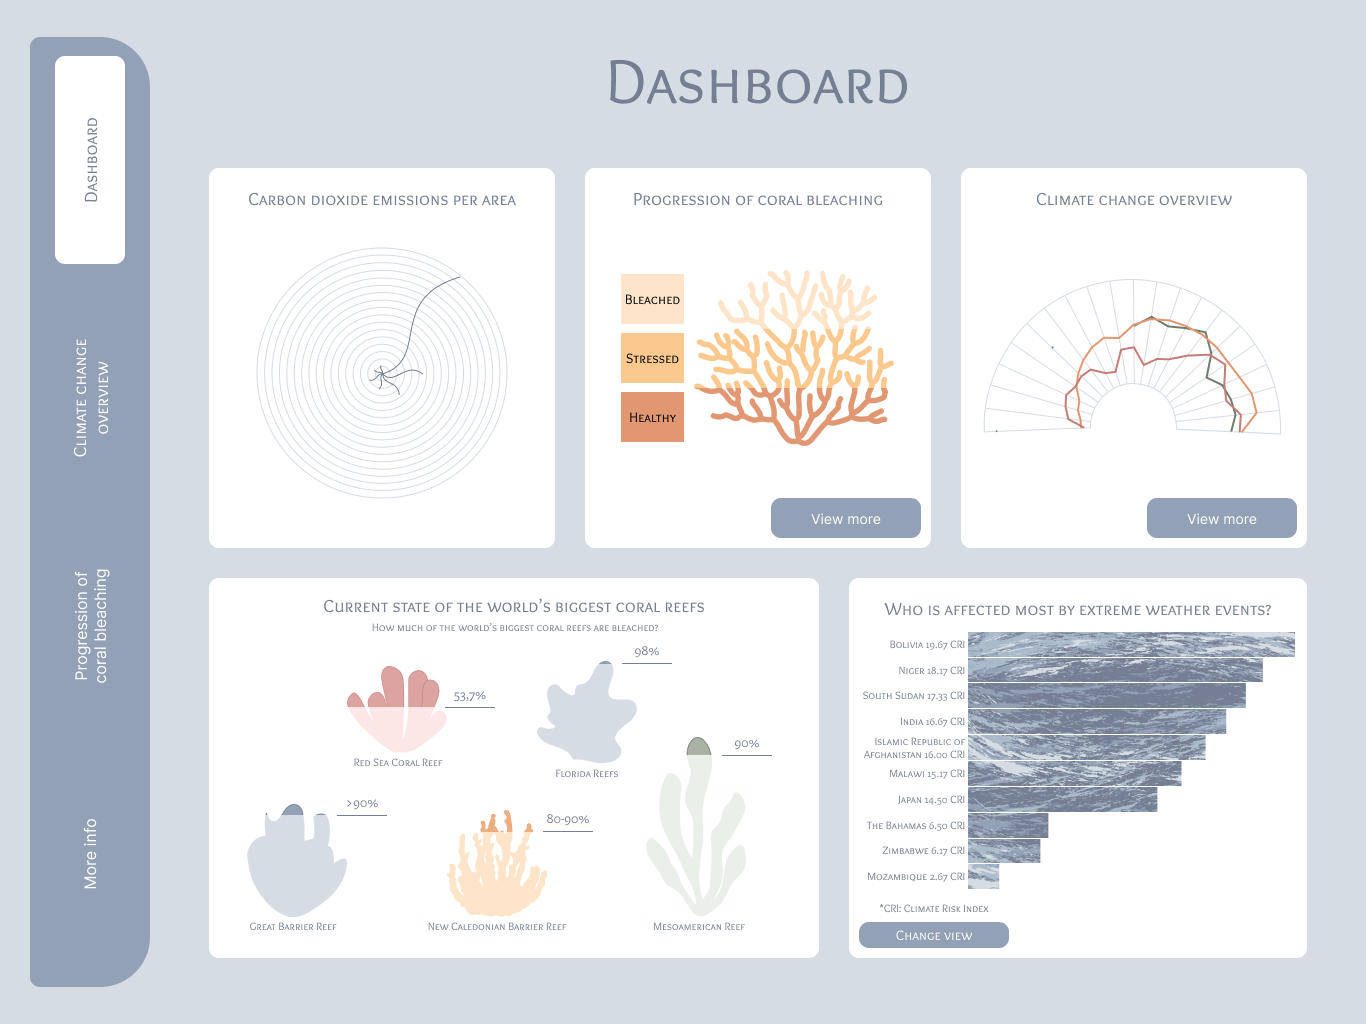 Dashboard
Dashboard
Climate change
overview
Progression of
coral bleaching
More info
Carbon dioxide emissions per area
Progression of coral bleaching
Bleached
Stressed
Healthy
View more
Climate change overview
View more
Current state of the world's biggest coral reefs
How much of the world's biggest coral reefs are bleached?
53,7%
Red Sea Coral Reef
98%
Florida Reefs
90%
Mesoamerican Reef
>90%
Great Barrier Reef
80-90%
New Caledonian Barrier Reef
Who is affected most by extreme weather events?
Bolivia 19.67 CRI
Niger 18.17 CRI
South Sudan 17.33 CRI
India 16.67 CRI
Islamic Republic of
Afghanistan 16.00 CRI
Malawi 15.17 CRI
Japan 14.50 CRI
The Bahamas 6.50 CRI
Zimbabwe 6.17 CRI
Mozambique 2.67 CRI
*CRI: Climate Risk Index
Change view